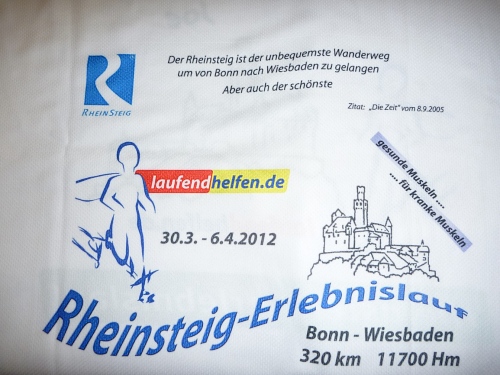 Der Rheinsteig ist der unbequemste Wanderweg
um von Bonn nach Wiesbaden zu gelangen
Aber auch der schönste
RHEINSTEIG
Zitat: „Die Zeit" vom 8.9.2005
gesunde Muskeln ....
.... für kranke Muskeln
laufendhelfen.de
30.3. - 6.4.2012
Rheinsteig-Erlebnislauf
Bonn - Wiesbaden
320 km 11700 Hm